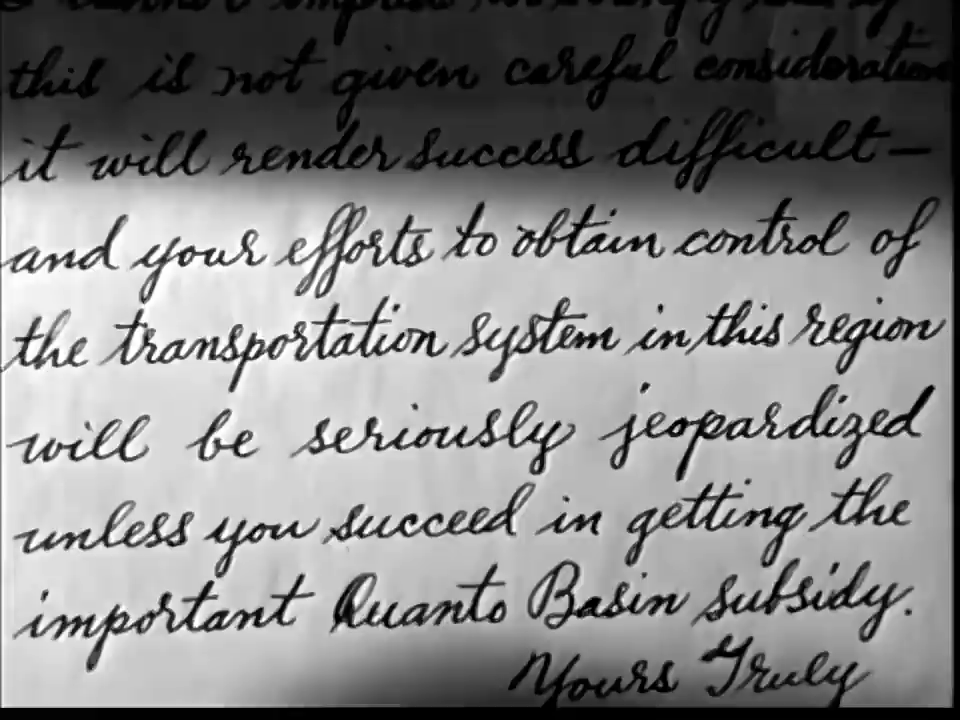 this is not given careful consideration
it will render success difficult —
and your efforts to obtain control of
the transportation system in this region
will be seriously jeopardized
unless you succeed in getting the
important Quanto Basin subsidy.
Yours Truly